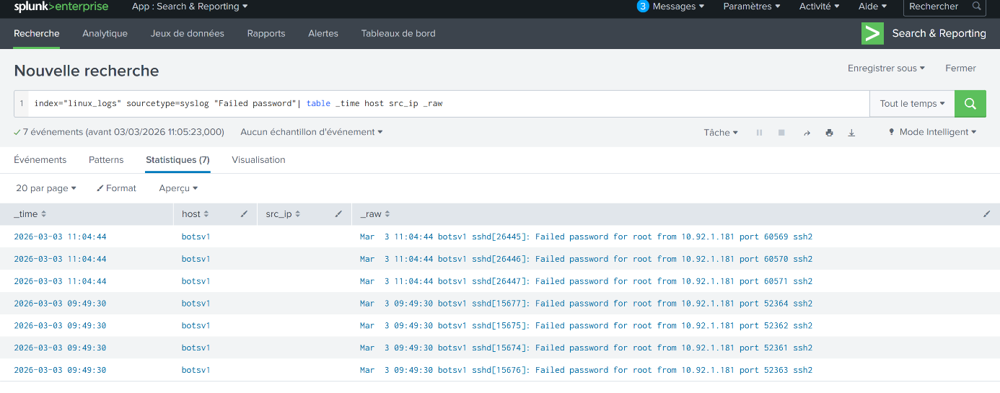 splunk>enterprise App : Search & Reporting 3 Messages Paramètres Activité Aide Rechercher
Recherche Analytique Jeux de données Rapports Alertes Tableaux de bord Search & Reporting
Nouvelle recherche Enregistrer sous Fermer
1 index="linux_logs" sourcetype=syslog "Failed password"| table _time host src_ip _raw Tout le temps
7 événements (avant 03/03/2026 11:05:23,000) Aucun échantillon d'événement Tâche Mode Intelligent
Événements Patterns Statistiques (7) Visualisation
20 par page Format Aperçu
_time host src_ip _raw
2026-03-03 11:04:44 botsv1 Mar  3 11:04:44 botsv1 sshd[26445]: Failed password for root from 10.92.1.181 port 60569 ssh2
2026-03-03 11:04:44 botsv1 Mar  3 11:04:44 botsv1 sshd[26446]: Failed password for root from 10.92.1.181 port 60570 ssh2
2026-03-03 11:04:44 botsv1 Mar  3 11:04:44 botsv1 sshd[26447]: Failed password for root from 10.92.1.181 port 60571 ssh2
2026-03-03 09:49:30 botsv1 Mar  3 09:49:30 botsv1 sshd[15677]: Failed password for root from 10.92.1.181 port 52364 ssh2
2026-03-03 09:49:30 botsv1 Mar  3 09:49:30 botsv1 sshd[15675]: Failed password for root from 10.92.1.181 port 52362 ssh2
2026-03-03 09:49:30 botsv1 Mar  3 09:49:30 botsv1 sshd[15674]: Failed password for root from 10.92.1.181 port 52361 ssh2
2026-03-03 09:49:30 botsv1 Mar  3 09:49:30 botsv1 sshd[15676]: Failed password for root from 10.92.1.181 port 52363 ssh2